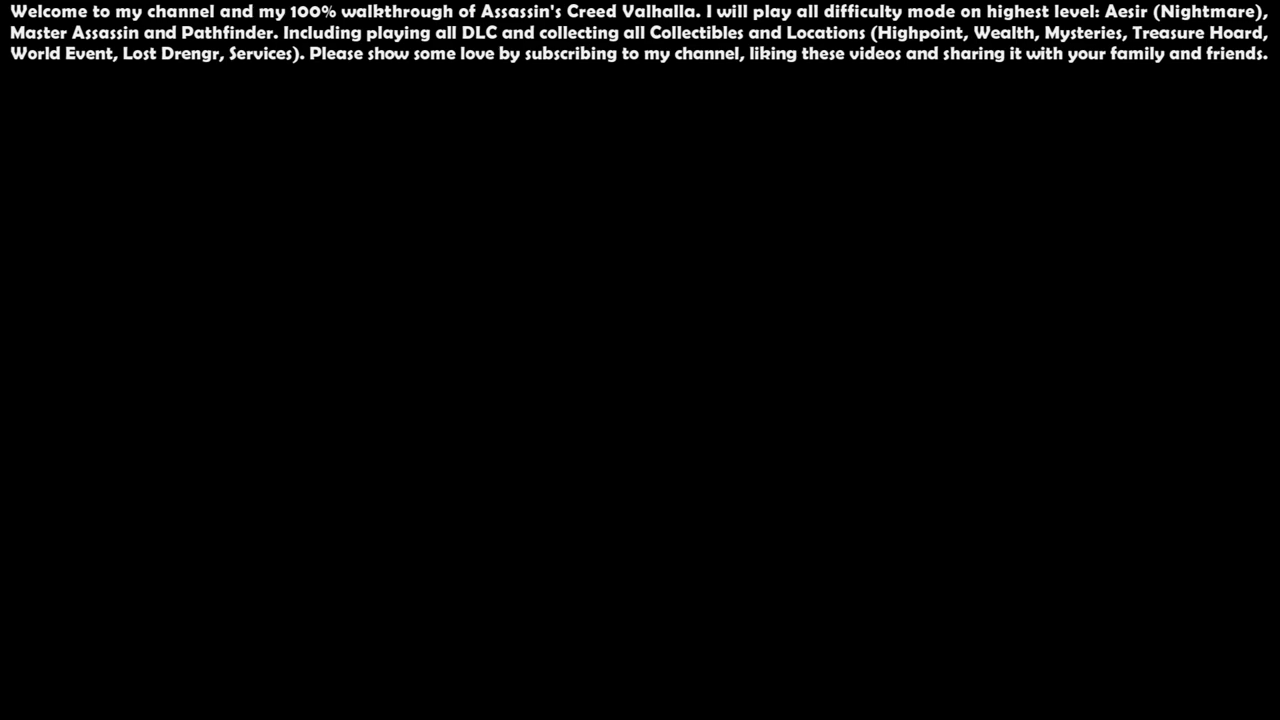 Welcome to my channel and my 100% walkthrough of Assassin's Creed Valhalla. I will play all difficulty mode on highest level: Aesir (Nightmare),
Master Assassin and Pathfinder. Including playing all DLC and collecting all Collectibles and Locations (Highpoint, Wealth, Mysteries, Treasure Hoard,
World Event, Lost Drengr, Services). Please show some love by subscribing to my channel, liking these videos and sharing it with your family and friends.